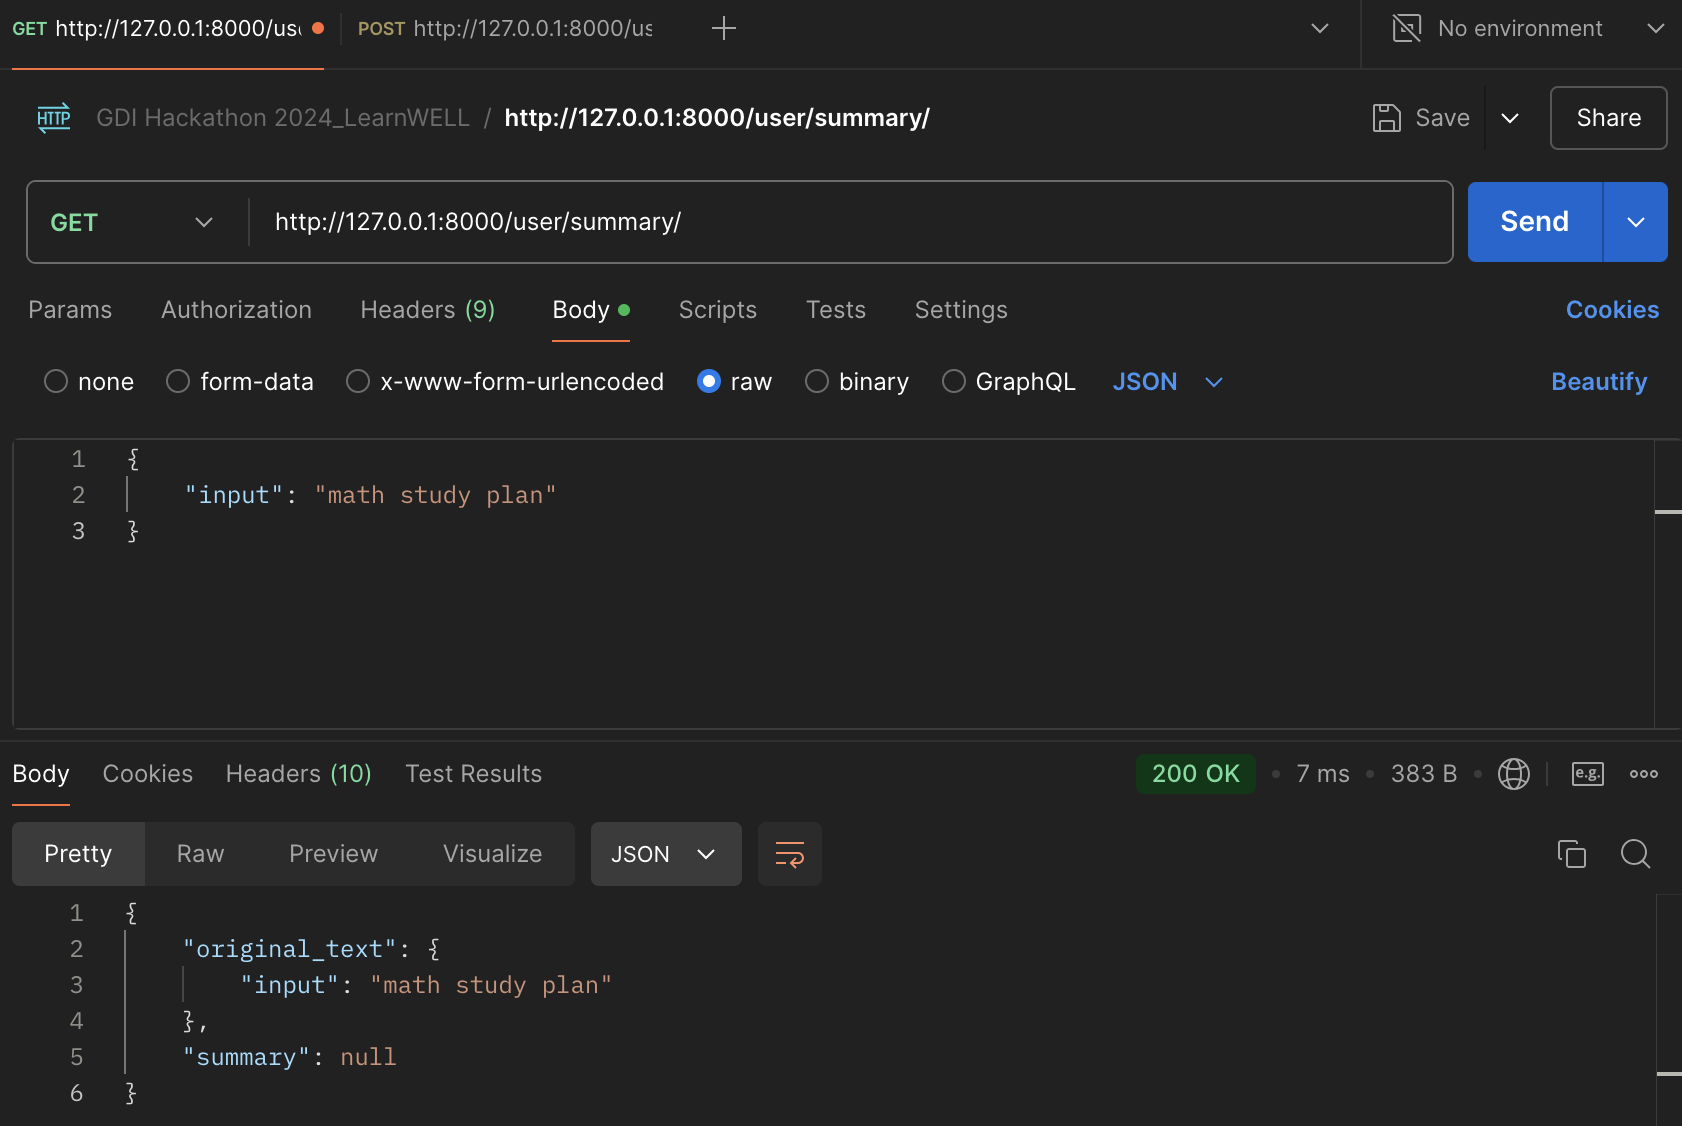 GET http://127.0.0.1:8000/us POST http://127.0.0.1:8000/us No environment
HTTP GDI Hackathon 2024_LearnWELL / http://127.0.0.1:8000/user/summary/ Save Share
GET http://127.0.0.1:8000/user/summary/ Send
Params Authorization Headers (9) Body Scripts Tests Settings Cookies
none form-data x-www-form-urlencoded raw binary GraphQL JSON Beautify
1 {
2 "input": "math study plan"
3 }
Body Cookies Headers (10) Test Results 200 OK • 7 ms • 383 B • e.g.
Pretty Raw Preview Visualize JSON
1 {
2 "original_text": {
3 "input": "math study plan"
4 },
5 "summary": null
6 }